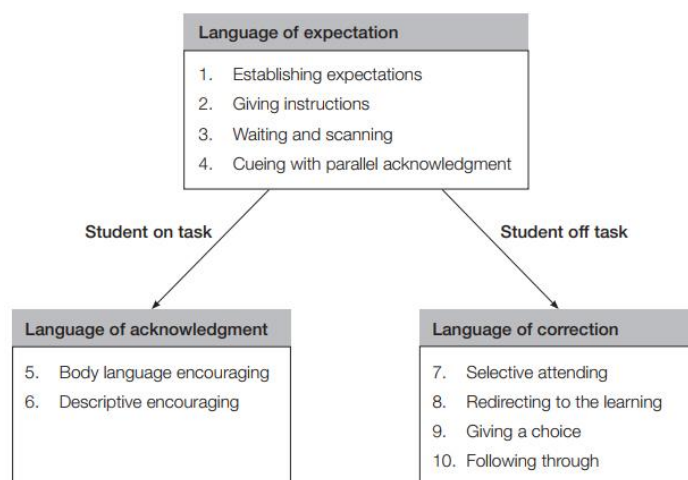 Language of expectation
1. Establishing expectations
2. Giving instructions
3. Waiting and scanning
4. Cueing with parallel acknowledgment
Student on task
Student off task
Language of acknowledgment
5. Body language encouraging
6. Descriptive encouraging
Language of correction
7. Selective attending
8. Redirecting to the learning
9. Giving a choice
10. Following through